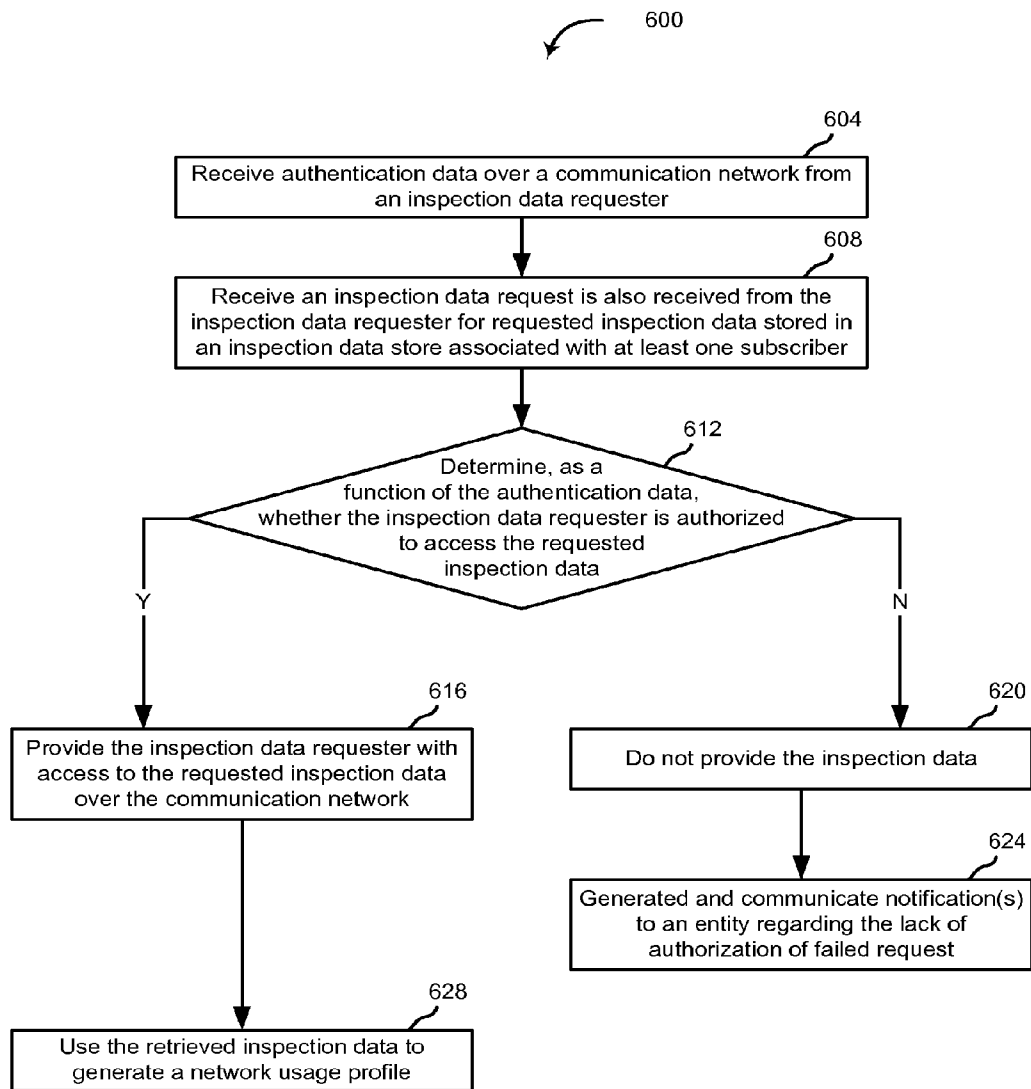 600
604
Receive authentication data over a communication network from
an inspection data requester
608
Receive an inspection data request is also received from the
inspection data requester for requested inspection data stored in
an inspection data store associated with at least one subscriber
612
Determine, as a
function of the authentication data,
whether the inspection data requester is authorized
to access the requested
inspection data
Y
N
616
Provide the inspection data requester with
access to the requested inspection data
over the communication network
620
Do not provide the inspection data
624
Generated and communicate notification(s)
to an entity regarding the lack of
authorization of failed request
628
Use the retrieved inspection data to
generate a network usage profile